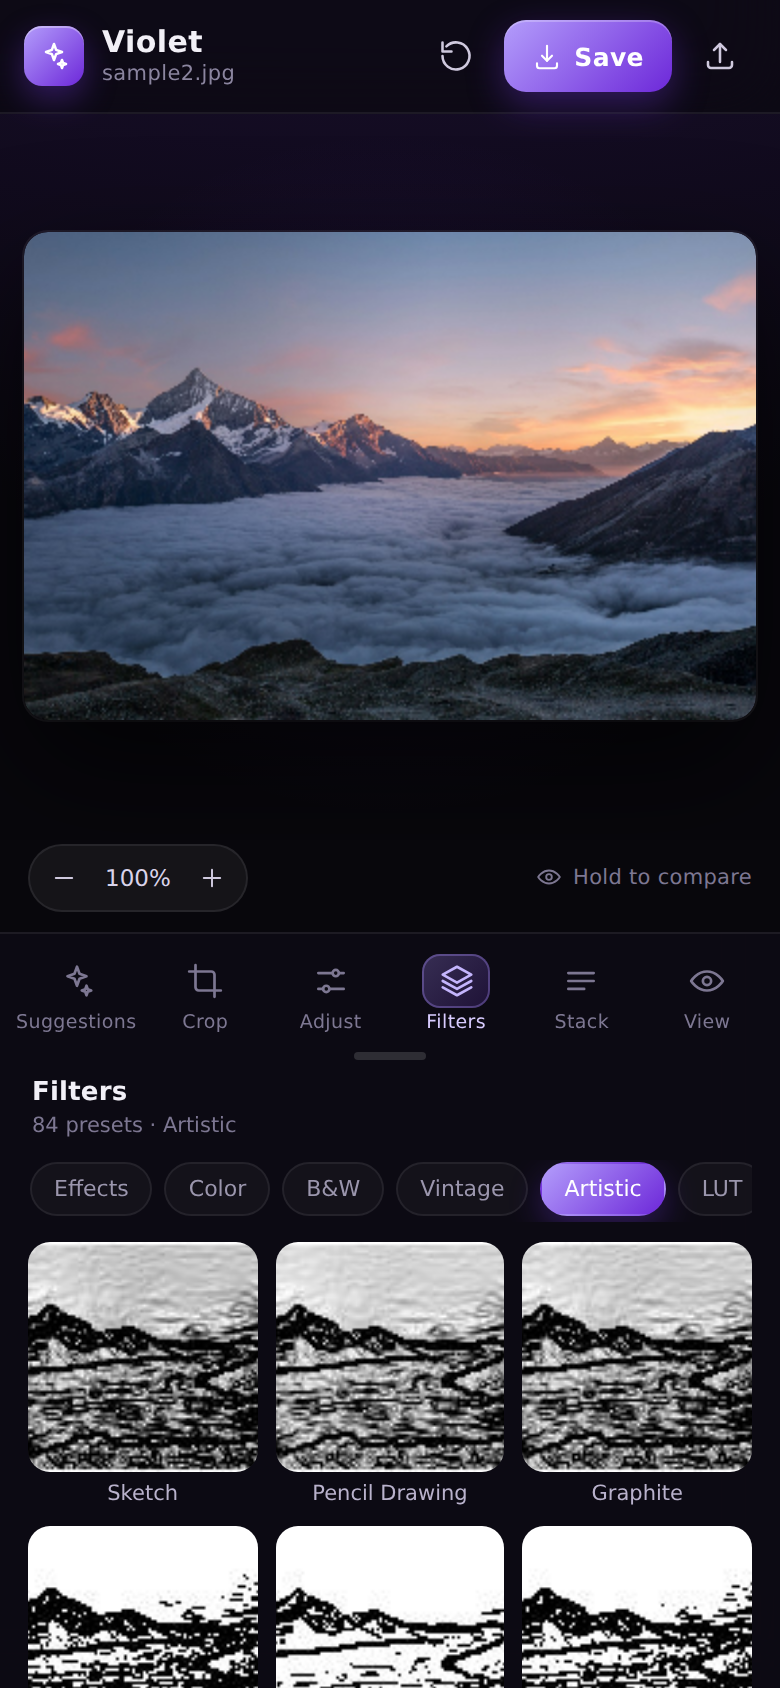 Violet
sample2.jpg
Save
100%
Hold to compare
Suggestions
Crop
Adjust
Filters
Stack
View
Filters
84 presets · Artistic
Effects
Color
B&W
Vintage
Artistic
LUT
Sketch
Pencil Drawing
Graphite